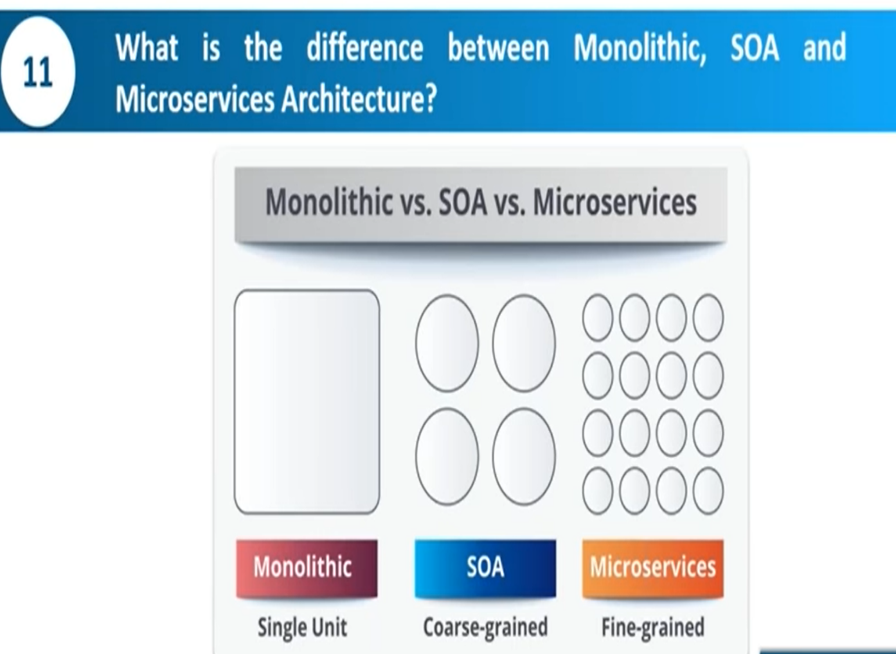 11
What is the difference between Monolithic, SOA and
Microservices Architecture?
Monolithic vs. SOA vs. Microservices
Monolithic
SOA
Microservices
Single Unit
Coarse-grained
Fine-grained